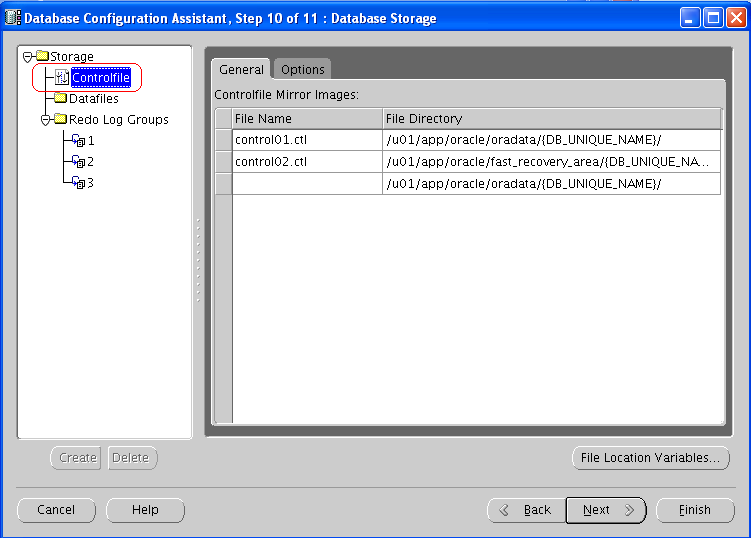 Database Configuration Assistant, Step 10 of 11 : Database Storage
Storage
Controlfile
Datafiles
Redo Log Groups
1
2
3
General Options
Controlfile Mirror Images:
File Name File Directory
control01.ctl /u01/app/oracle/oradata/{DB_UNIQUE_NAME}/
control02.ctl /u01/app/oracle/fast_recovery_area/{DB_UNIQUE_NA...
/u01/app/oracle/oradata/{DB_UNIQUE_NAME}/
Create Delete
File Location Variables...
Cancel Help Back Next Finish